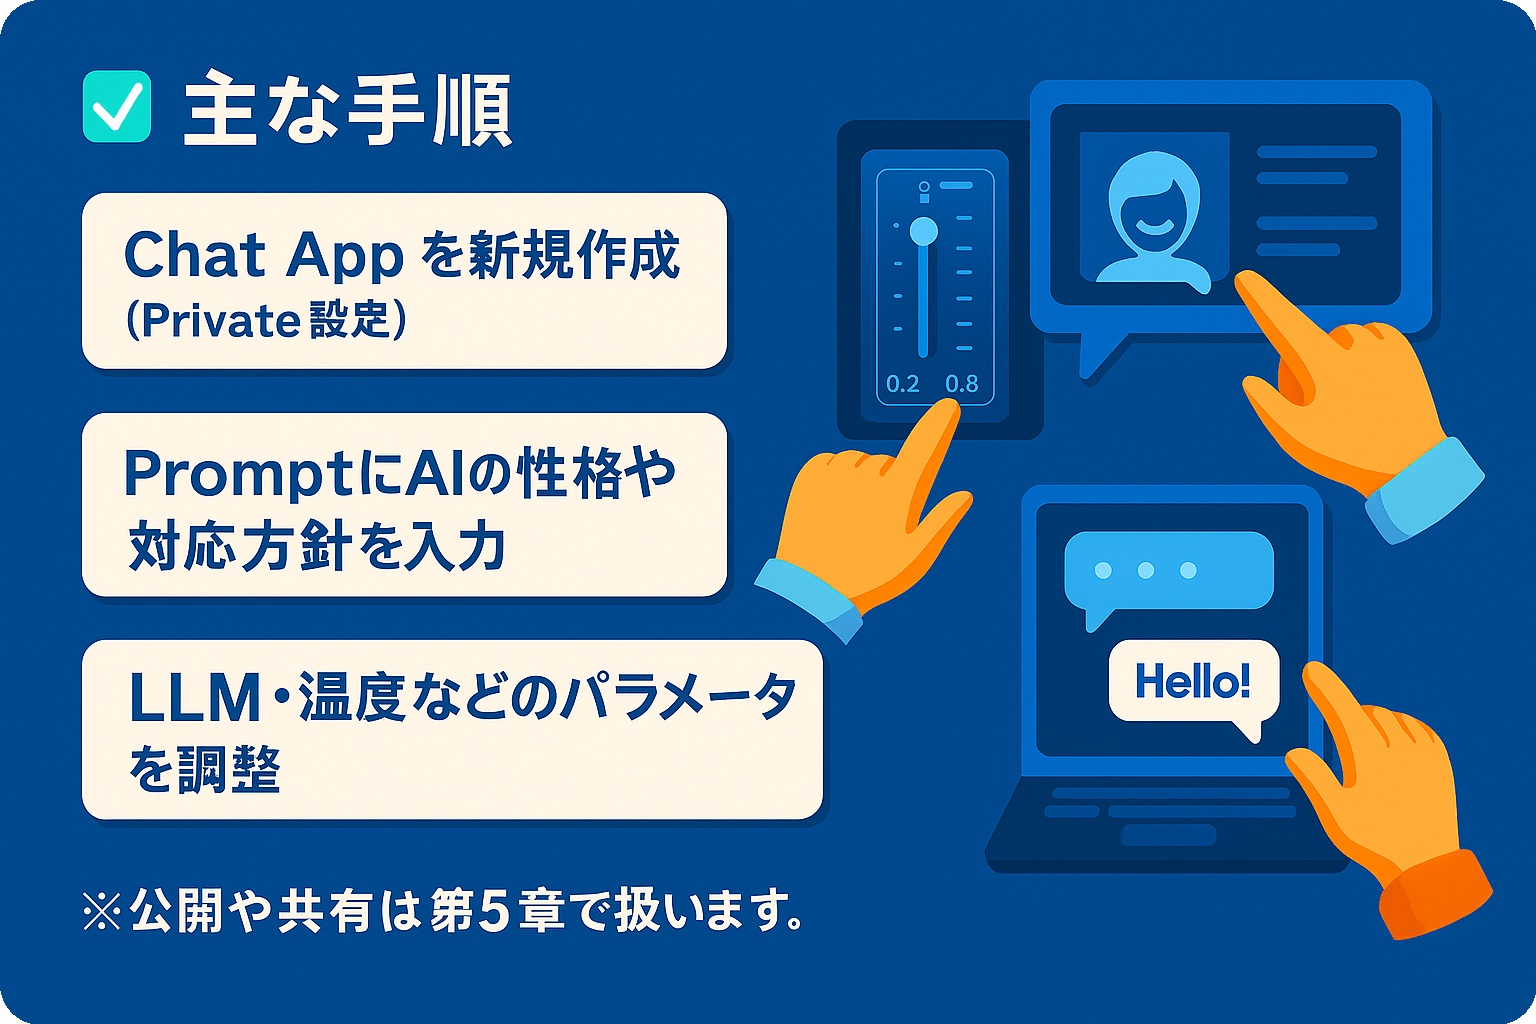 主な手順
Chat App を新規作成
(Private 設定)
PromptにAIの性格や
対応方針を入力
LLM・温度などのパラメータ
を調整
※公開や共有は第5章で扱います。
0.2 0.8
Hello!